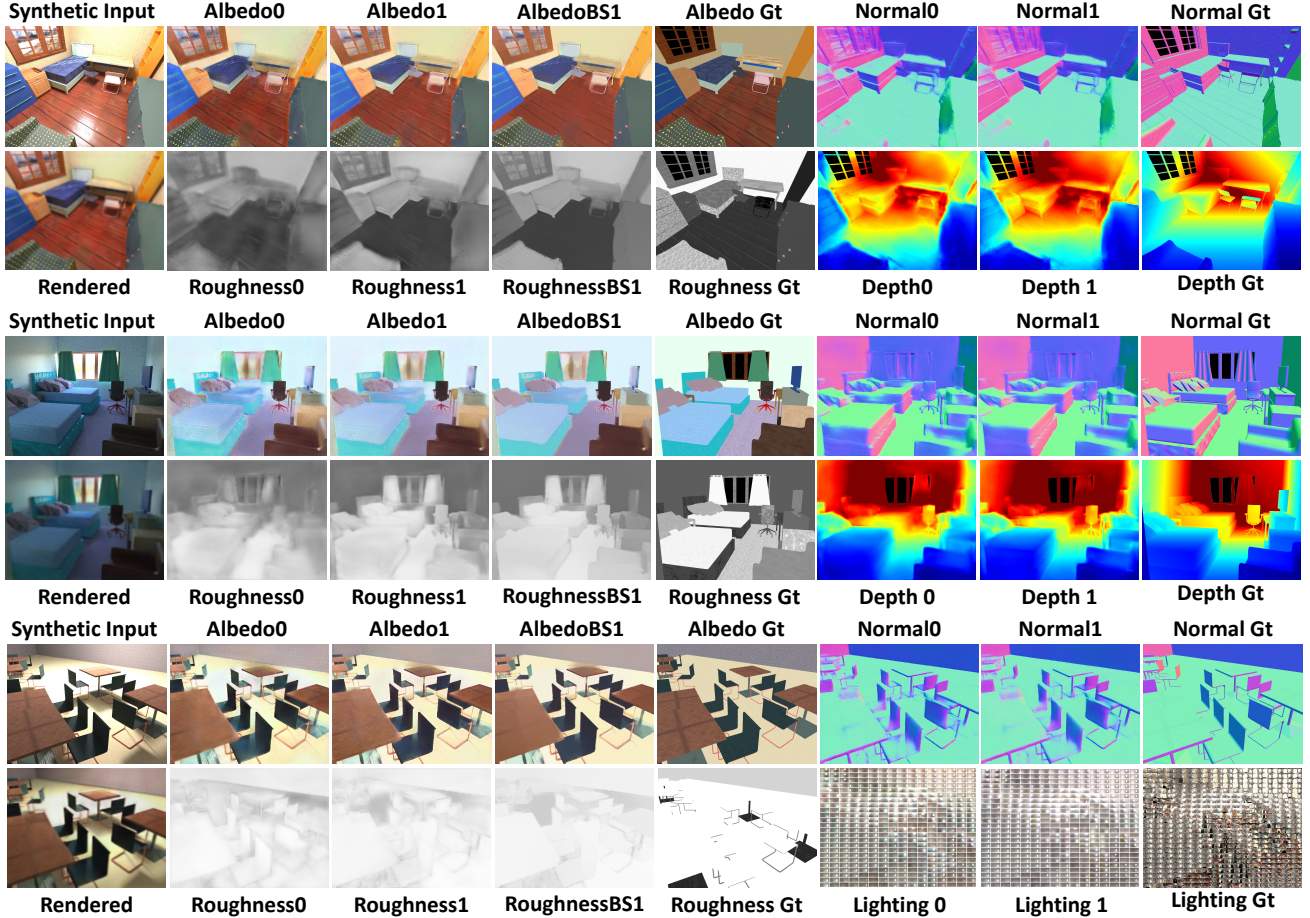 Synthetic Input Albedo0 Albedo1 AlbedoBS1 Albedo Gt Normal0 Normal1 Normal Gt
Rendered Roughness0 Roughness1 RoughnessBS1 Roughness Gt Depth0 Depth 1 Depth Gt
Synthetic Input Albedo0 Albedo1 AlbedoBS1 Albedo Gt Normal0 Normal1 Normal Gt
Rendered Roughness0 Roughness1 RoughnessBS1 Roughness Gt Depth 0 Depth 1 Depth Gt
Synthetic Input Albedo0 Albedo1 AlbedoBS1 Albedo Gt Normal0 Normal1 Normal Gt
Rendered Roughness0 Roughness1 RoughnessBS1 Roughness Gt Lighting 0 Lighting 1 Lighting Gt